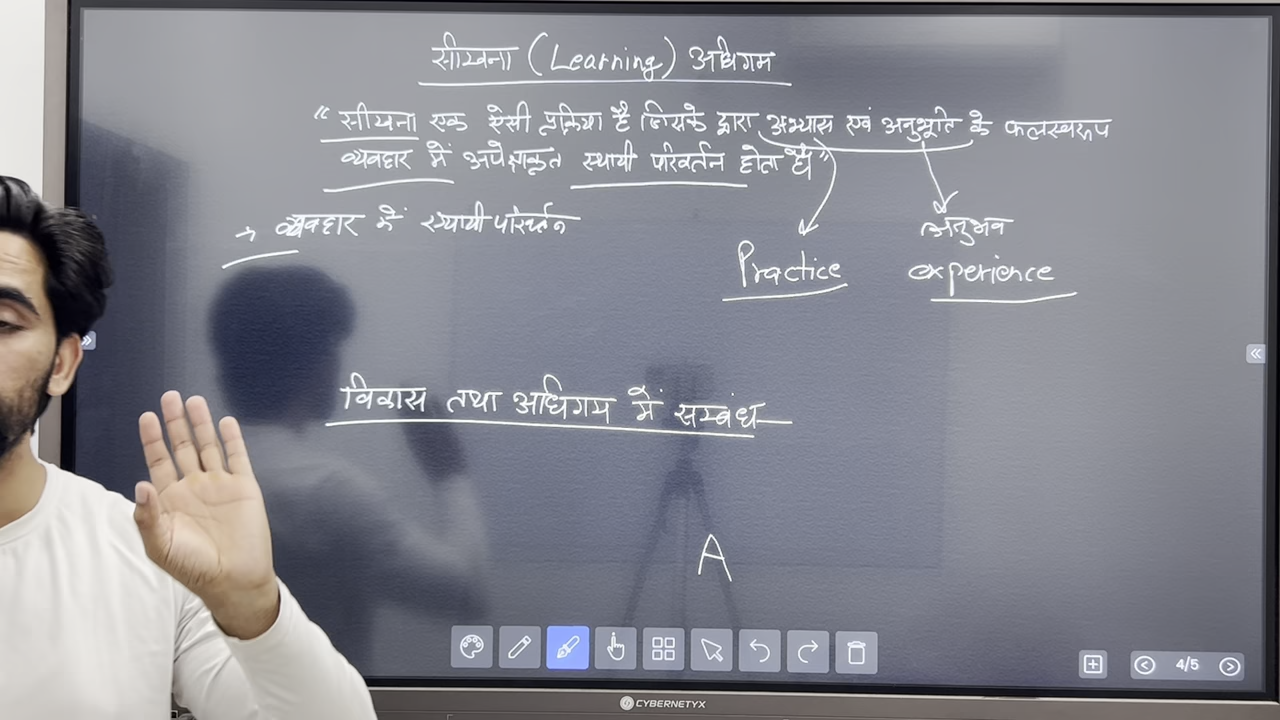 सीखना (Learning) अधिगम
“ सीखना एक ऐसी प्रक्रिया है जिसके द्वारा अभ्यास एवं अनुभूति के फलस्वरूप
व्यवहार में अपेक्षाकृत स्थायी परिवर्तन होता है”
→ व्यवहार में स्थायी परिवर्तन
अनुभव
Practice experience
विकास तथा अधिगम में सम्बंध—
A
4/5
CYBERNETYX